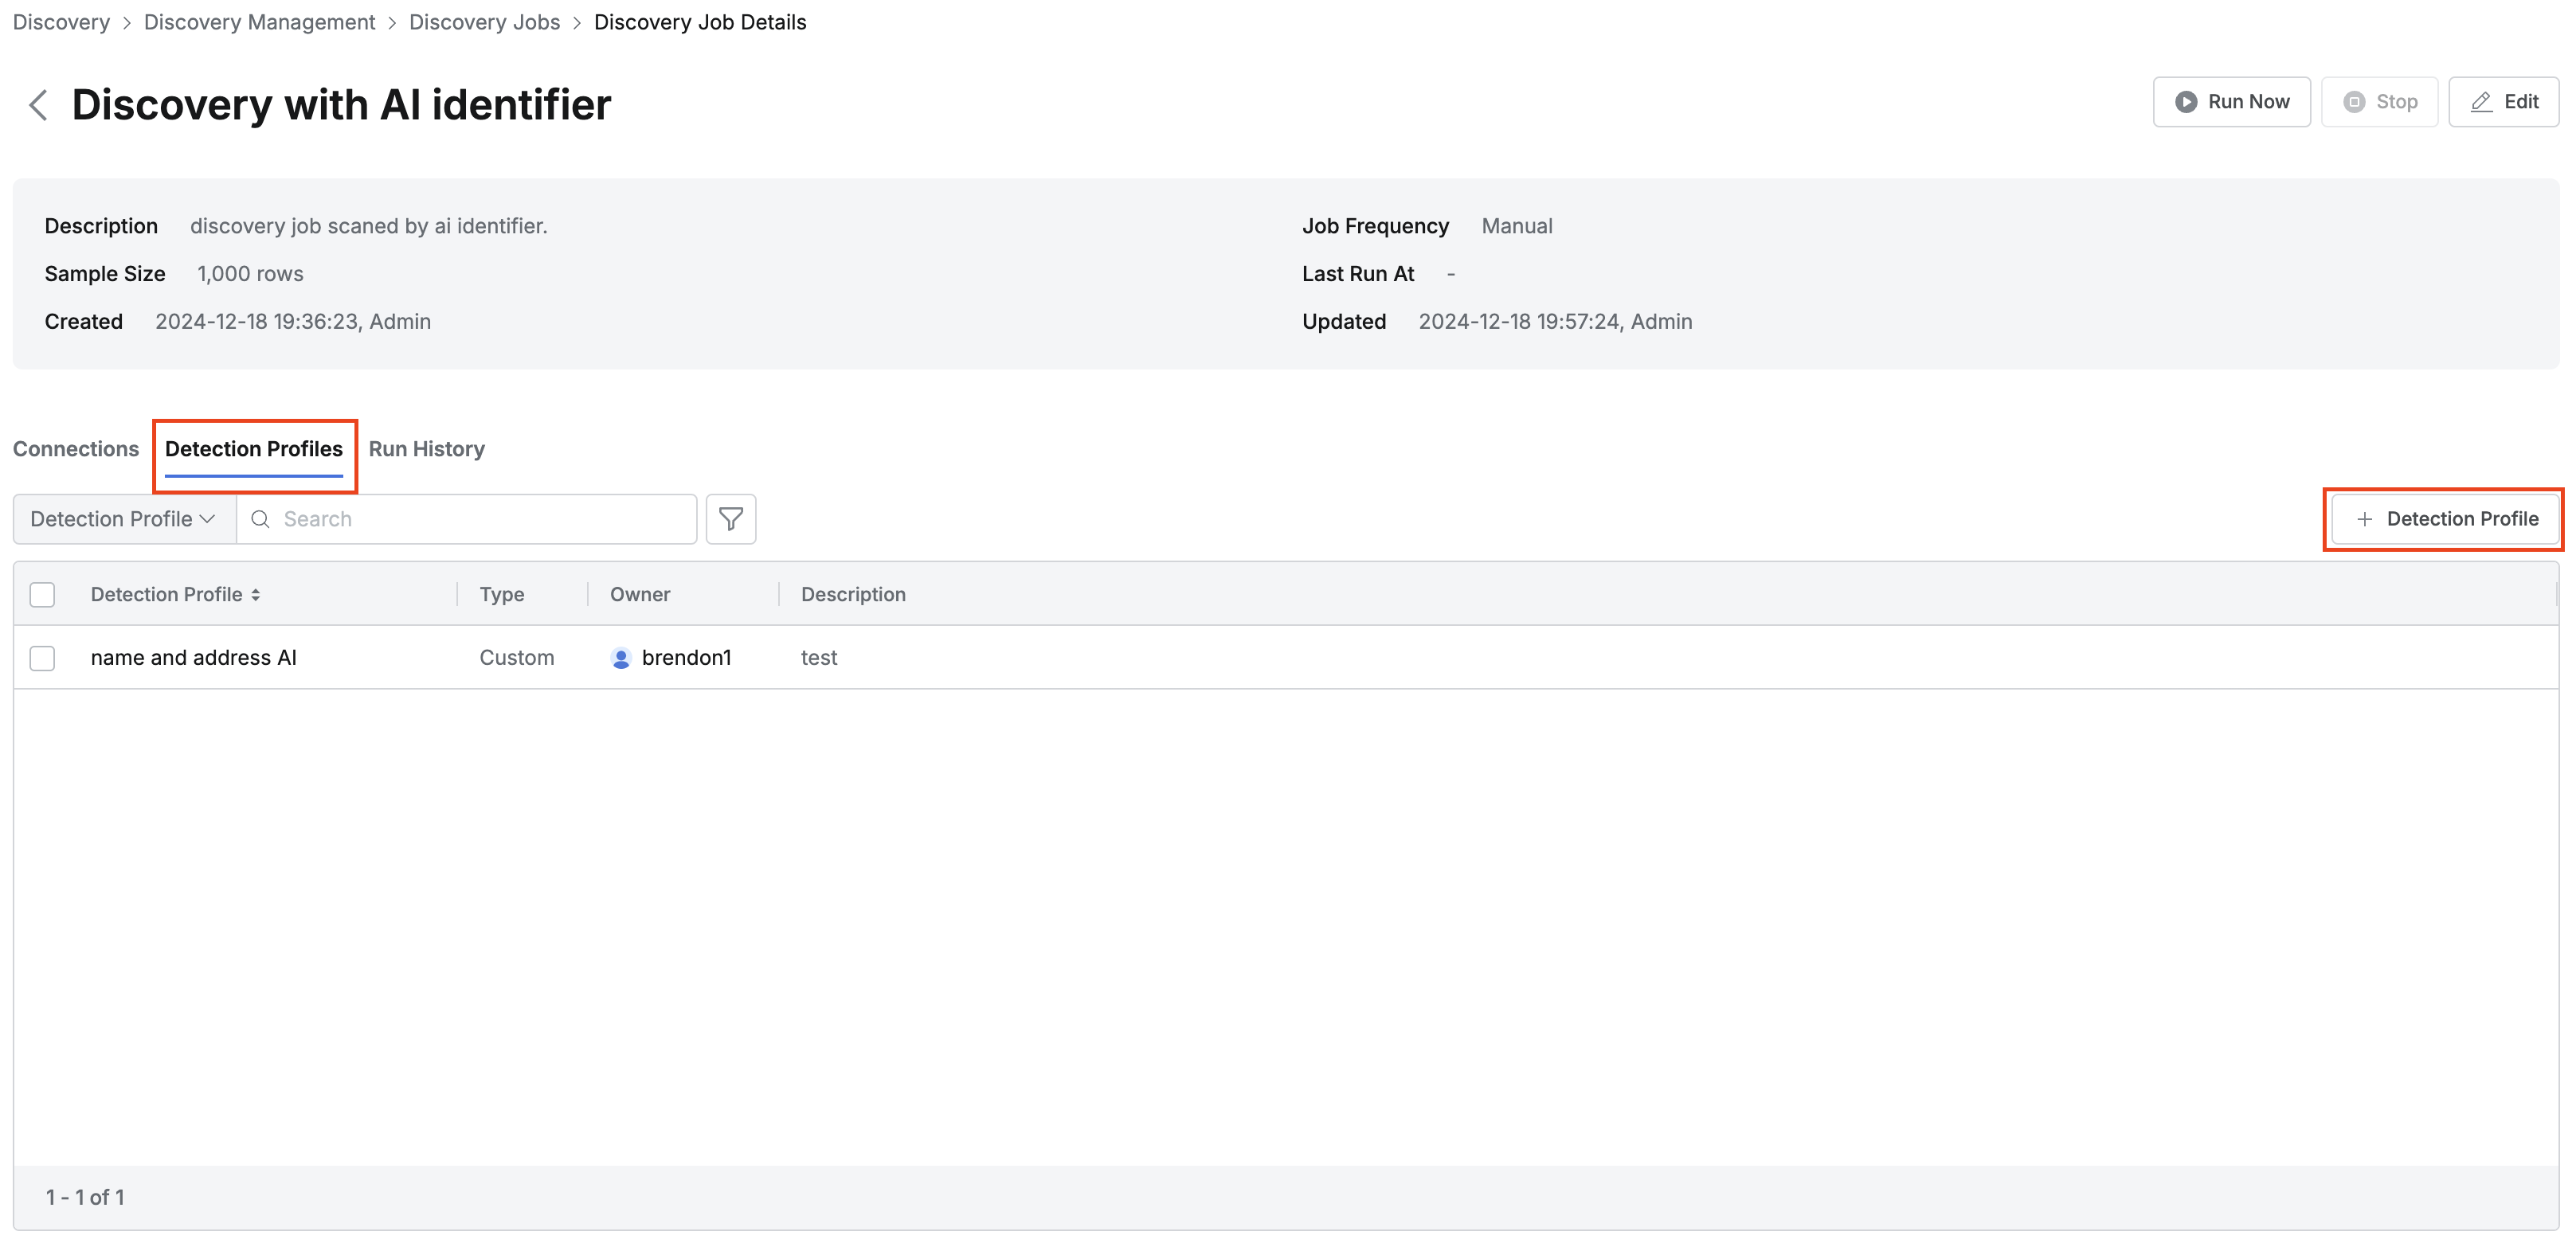 Discovery > Discovery Management > Discovery Jobs > Discovery Job Details
Discovery with AI identifier
Run Now Stop Edit
Description discovery job scaned by ai identifier. Job Frequency Manual
Sample Size 1,000 rows Last Run At -
Created 2024-12-18 19:36:23, Admin Updated 2024-12-18 19:57:24, Admin
Connections Detection Profiles Run History
Detection Profile Search + Detection Profile
Detection Profile Type Owner Description
name and address AI Custom brendon1 test
1 - 1 of 1